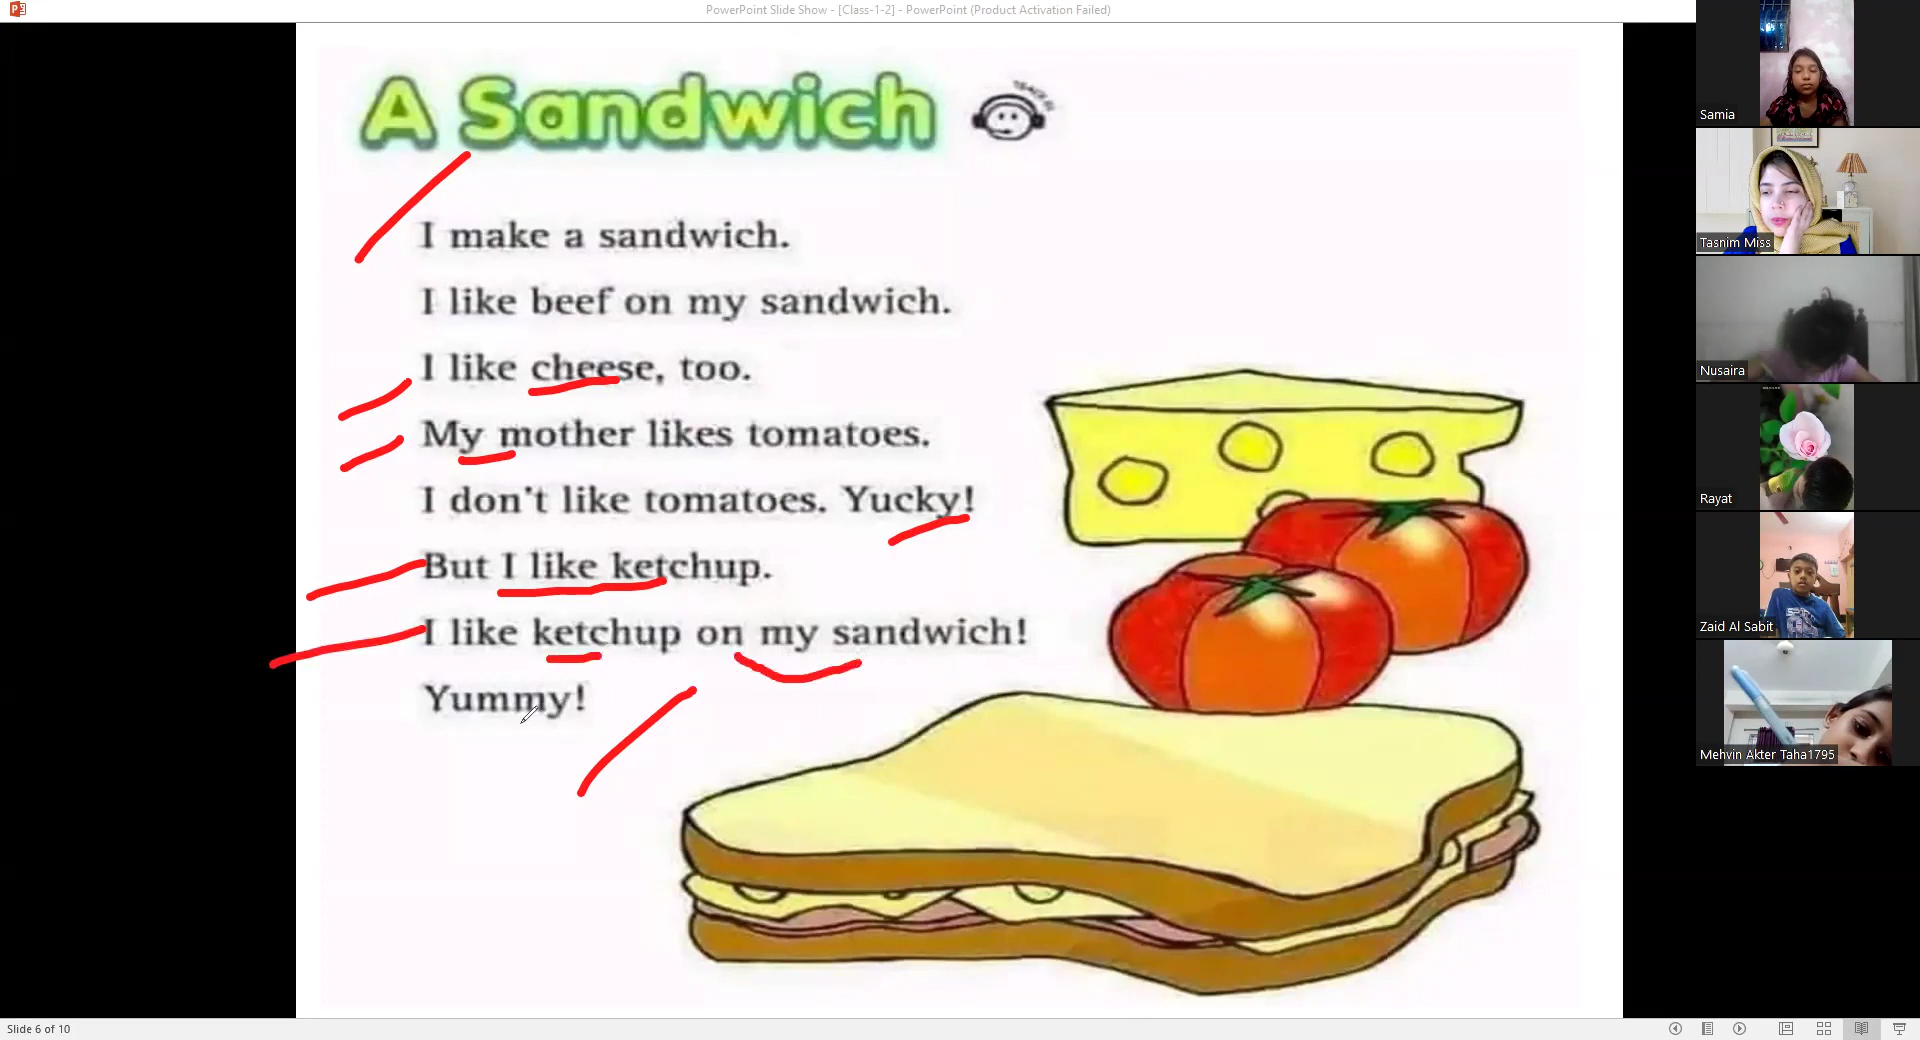 PowerPoint Slide Show - [Class-1-2] - PowerPoint (Product Activation Failed)
A Sandwich
I make a sandwich.
I like beef on my sandwich.
I like cheese, too.
My mother likes tomatoes.
I don't like tomatoes. Yucky!
But I like ketchup.
I like ketchup on my sandwich!
Yummy!
Samia
Tasnim Miss
Nusaira
Rayat
Zaid Al Sabit
Mehvin Akter Taha1795
Slide 6 of 10